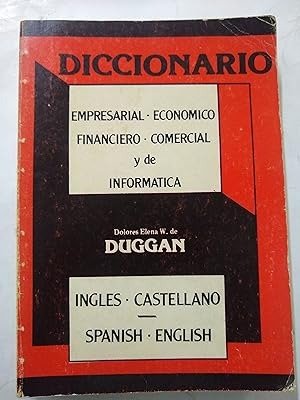 DICCIONARIO
EMPRESARIAL · ECONOMICO
FINANCIERO · COMERCIAL
y de
INFORMATICA
Dolores Elena W. de
DUGGAN
INGLES · CASTELLANO
SPANISH · ENGLISH